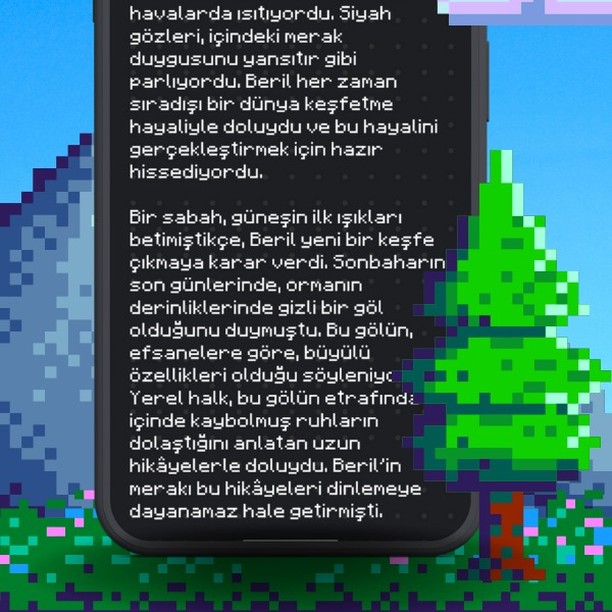 havalarda ısıtıyordu. Siyah
gözleri, içindeki merak
duygusunu yansıtır gibi
parlıyordu. Beril her zaman
sıradışı bir dünya keşfetme
hayaliyle doluydu ve bu hayalini
gerçekleştirmek için hazır
hissediyordu.
Bir sabah, güneşin ilk ışıkları
betimiştikçe, Beril yeni bir keşfe
çıkmaya karar verdi. Sonbaharın
son günlerinde, ormanın
derinliklerinde gizli bir göl
olduğunu duymuştu. Bu gölün,
efsanelere göre, büyülü
özellikleri olduğu
Yerel halk, bu gölün etrafında
içinde kaybolmuş ruhların
dolaştığını anlatan uzun
hikâyelerle doluydu. Beril'in
merakı bu hikâyeleri dinlemeye
dayanamaz hale getirmişti.